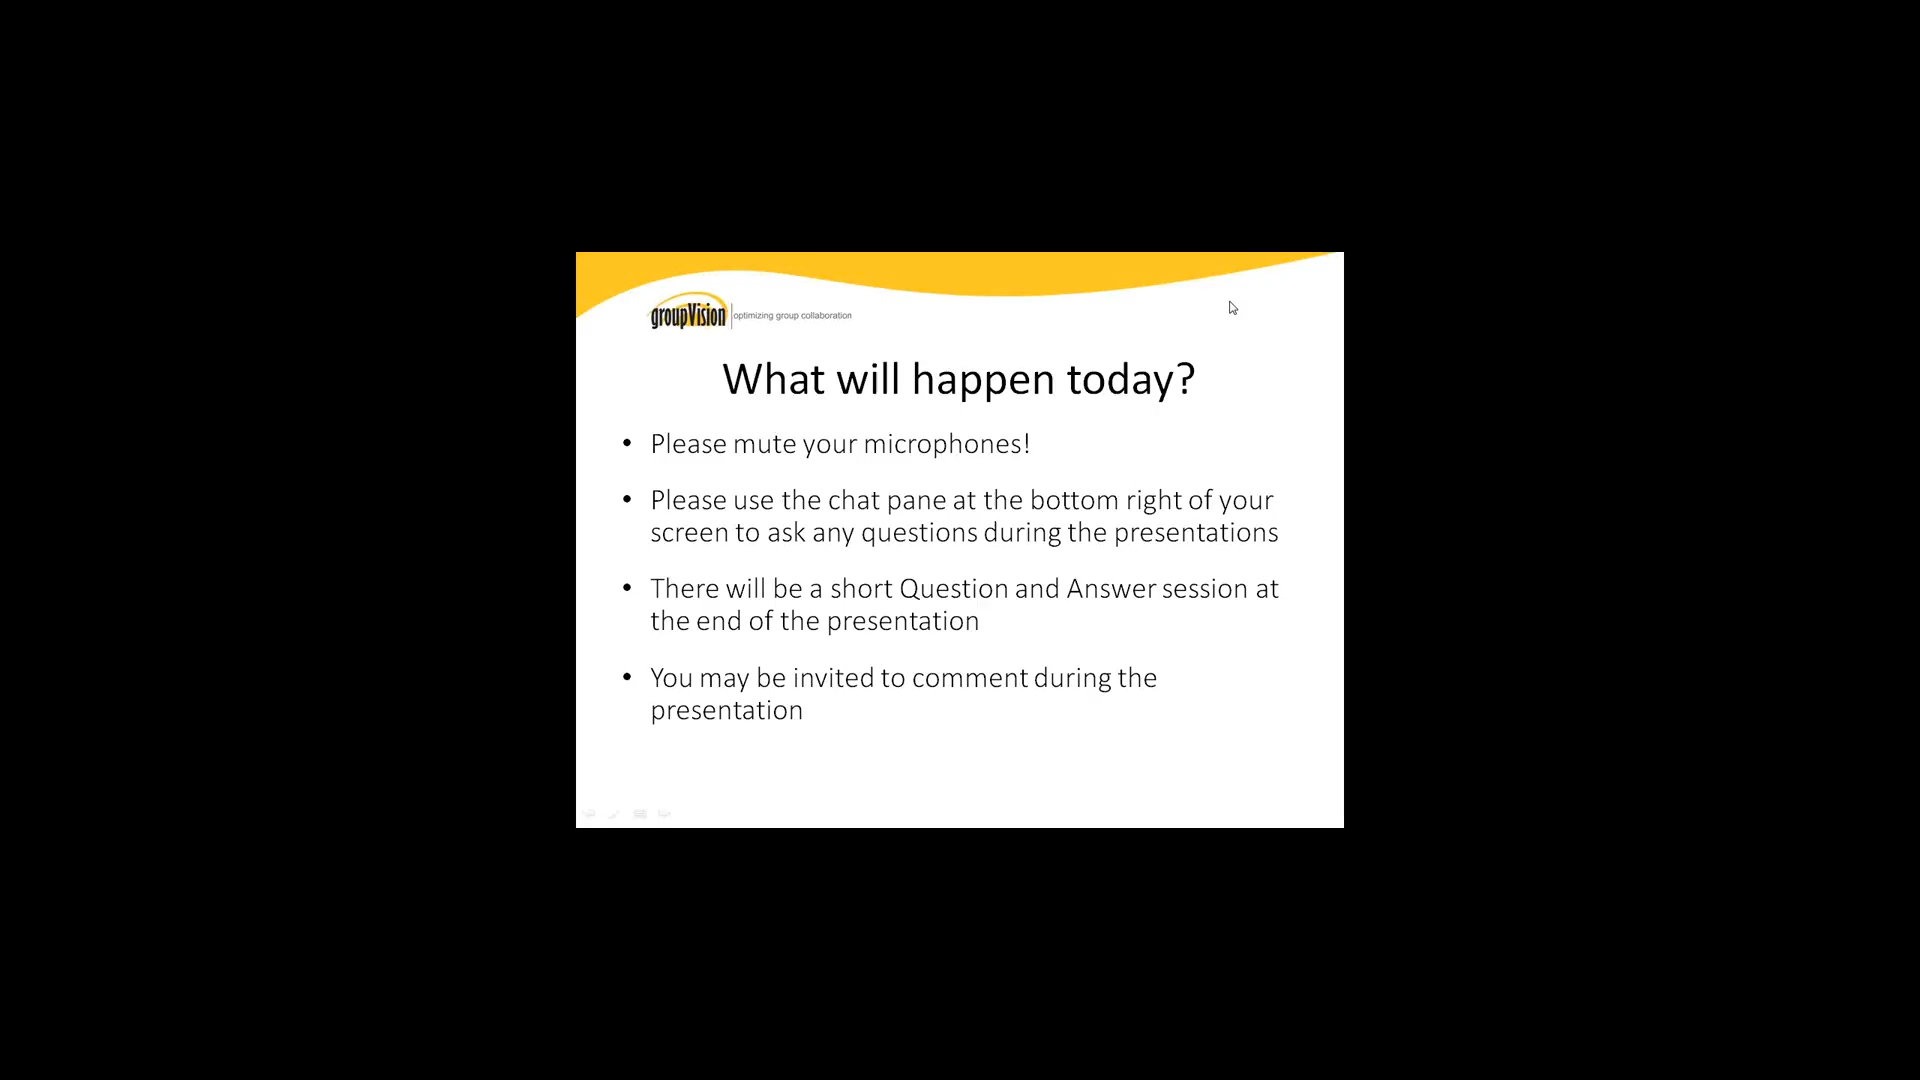 groupVision optimizing group collaboration
What will happen today?
• Please mute your microphones!
• Please use the chat pane at the bottom right of your
screen to ask any questions during the presentations
• There will be a short Question and Answer session at
the end of the presentation
• You may be invited to comment during the
presentation